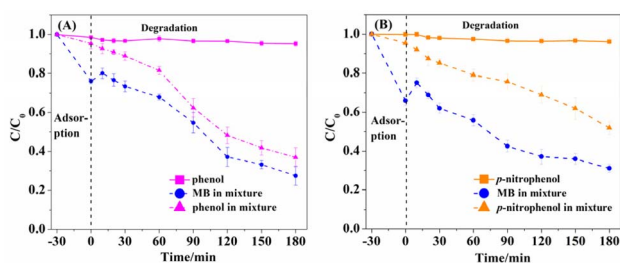 (A)
Degradation
Adsor-
ption
phenol
MB in mixture
phenol in mixture
C/C0
1.0
0.8
0.6
0.4
0.2
0.0
-30 0 30 60 90 120 150 180
Time/min
(B)
Degradation
Adsor-
ption
p-nitrophenol
MB in mixture
p-nitrophenol in mixture
C/C0
1.0
0.8
0.6
0.4
0.2
0.0
-30 0 30 60 90 120 150 180
Time/min